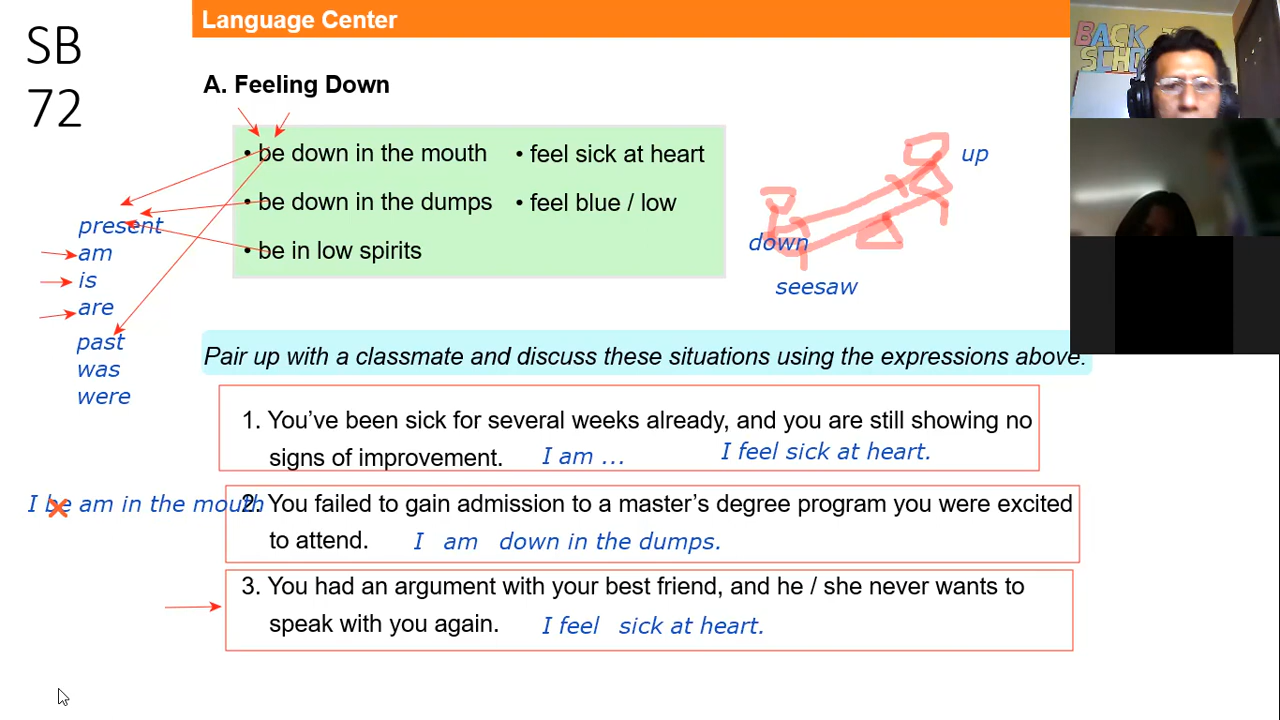 SB
72
Language Center
A. Feeling Down
• be down in the mouth
• feel sick at heart
• be down in the dumps
• feel blue / low
• be in low spirits
present
am
is
are
past
was
were
up
down
seesaw
BACK
SCHO
Pair up with a classmate and discuss these situations using the expressions above.
1. You've been sick for several weeks already, and you are still showing no
signs of improvement.
I am ...
I feel sick at heart.
I be am in the mouth
2. You failed to gain admission to a master's degree program you were excited
to attend.
I am down in the dumps.
3. You had an argument with your best friend, and he / she never wants to
speak with you again.
I feel sick at heart.